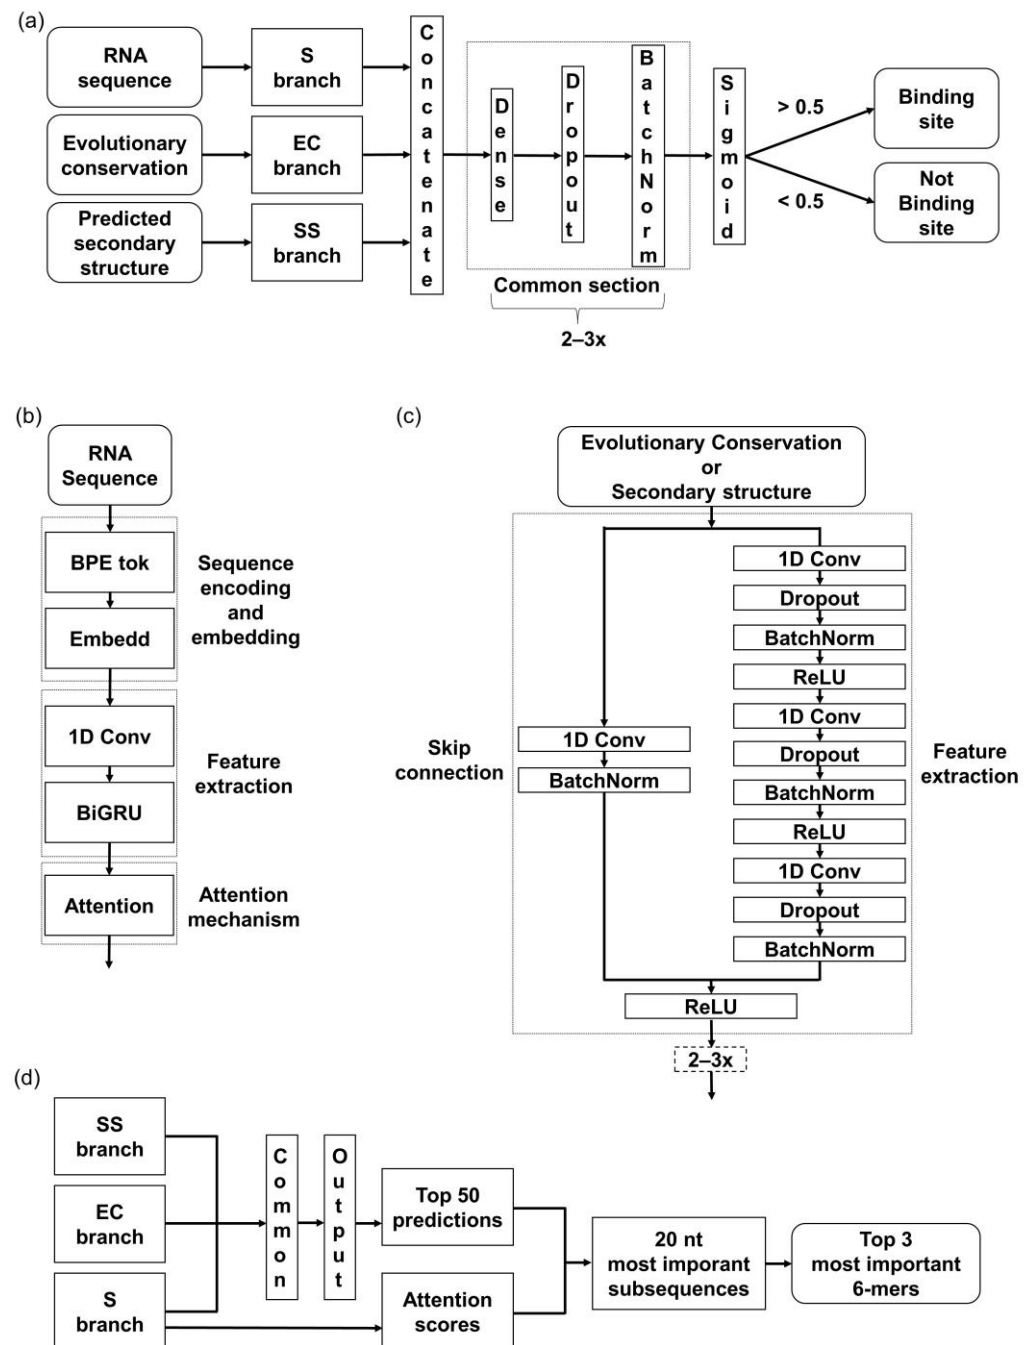 (a)
RNA
sequence
S
branch
Evolutionary
conservation
EC
branch
Predicted
secondary
structure
SS
branch
Concatenate
Dense
Dropout
BatchNorm
Common section
2–3x
Sigmoid
> 0.5
< 0.5
Binding
site
Not
Binding
site
(b)
RNA
Sequence
BPE tok
Embedd
Sequence
encoding
and
embedding
1D Conv
BiGRU
Feature
extraction
Attention
Attention
mechanism
(c)
Evolutionary Conservation
or
Secondary structure
Skip
connection
1D Conv
BatchNorm
1D Conv
Dropout
BatchNorm
ReLU
1D Conv
Dropout
BatchNorm
ReLU
1D Conv
Dropout
BatchNorm
Feature
extraction
ReLU
2–3x
(d)
SS
branch
EC
branch
S
branch
Common
Output
Top 50
predictions
Attention
scores
20 nt
most imporant
subsequences
Top 3
most important
6-mers